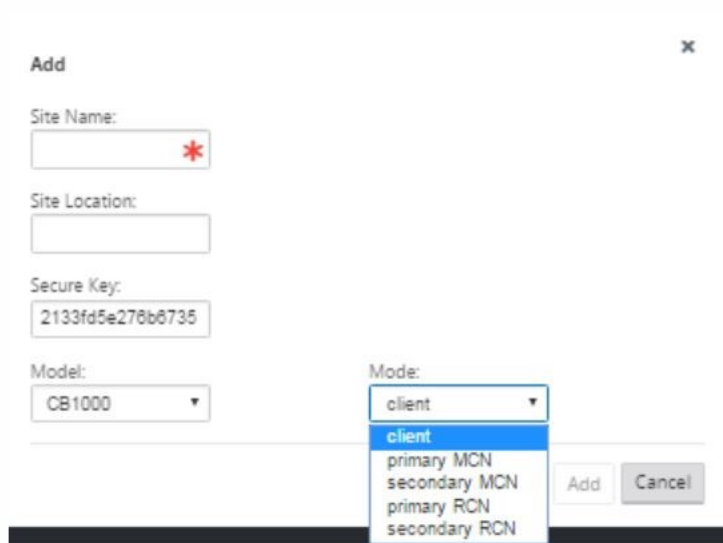 Add
Site Name:
Site Location:
Secure Key:
2133fd5e276b6735
Model:
Mode:
CB1000
client
client
primary MCN
secondary MCN
primary RCN
secondary RCN
Add
Cancel